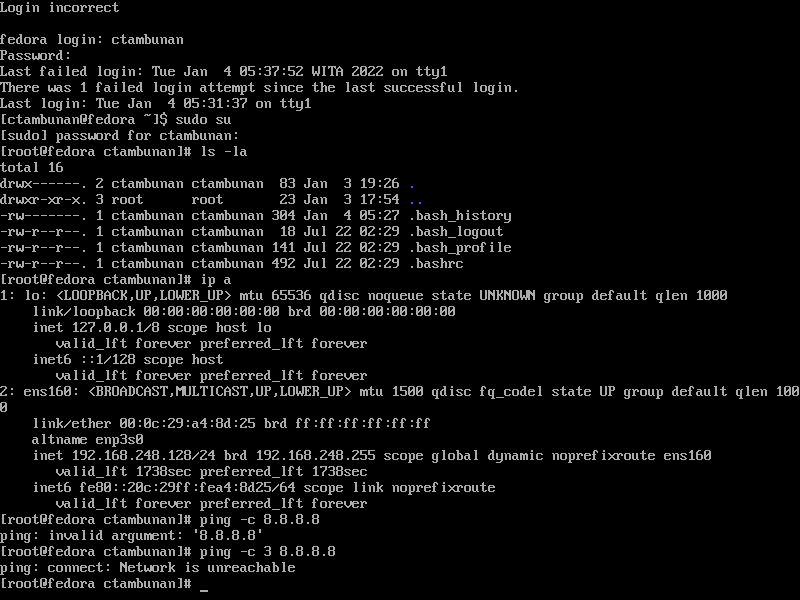 Login incorrect
fedora login: ctambunan
Password:
Last failed login: Tue Jan  4 05:37:52 WITA 2022 on tty1
There was 1 failed login attempt since the last successful login.
Last login: Tue Jan  4 05:31:37 on tty1
[ctambunan@fedora ~]$ sudo su
[sudo] password for ctambunan:
[root@fedora ctambunan]# ls -la
total 16
drwx------. 2 ctambunan ctambunan  83 Jan  3 19:26 .
drwxr-xr-x. 3 root      root       23 Jan  3 17:54 ..
-rw-------. 1 ctambunan ctambunan 304 Jan  4 05:27 .bash_history
-rw-r--r--. 1 ctambunan ctambunan  18 Jul 22 02:29 .bash_logout
-rw-r--r--. 1 ctambunan ctambunan 141 Jul 22 02:29 .bash_profile
-rw-r--r--. 1 ctambunan ctambunan 492 Jul 22 02:29 .bashrc
[root@fedora ctambunan]# ip a
1: lo: <LOOPBACK,UP,LOWER_UP> mtu 65536 qdisc noqueue state UNKNOWN group default qlen 1000
    link/loopback 00:00:00:00:00:00 brd 00:00:00:00:00:00
    inet 127.0.0.1/8 scope host lo
       valid_lft forever preferred_lft forever
    inet6 ::1/128 scope host
       valid_lft forever preferred_lft forever
2: ens160: <BROADCAST,MULTICAST,UP,LOWER_UP> mtu 1500 qdisc fq_codel state UP group default qlen 100
0
    link/ether 00:0c:29:a4:8d:25 brd ff:ff:ff:ff:ff:ff
    altname enp3s0
    inet 192.168.248.128/24 brd 192.168.248.255 scope global dynamic noprefixroute ens160
       valid_lft 1738sec preferred_lft 1738sec
    inet6 fe80::20c:29ff:fea4:8d25/64 scope link noprefixroute
       valid_lft forever preferred_lft forever
[root@fedora ctambunan]# ping -c 8.8.8.8
ping: invalid argument: '8.8.8.8'
[root@fedora ctambunan]# ping -c 3 8.8.8.8
ping: connect: Network is unreachable
[root@fedora ctambunan]# _